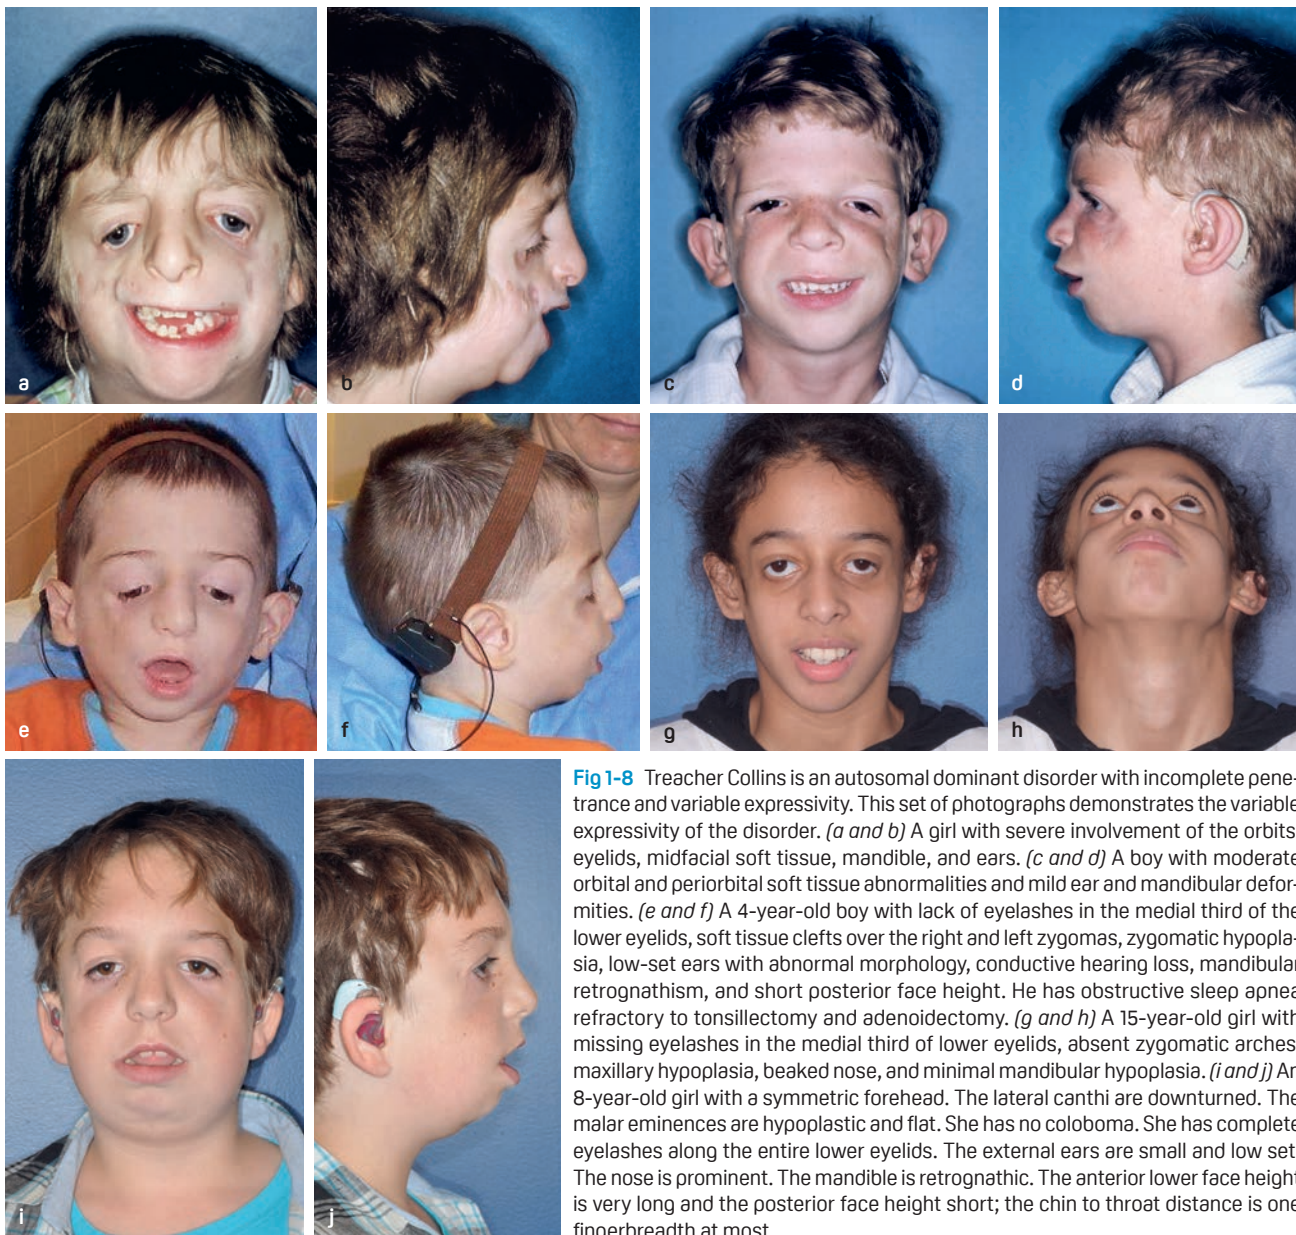 a
b
c
d
e
f
g
h
i
j
Fig 1-8 Treacher Collins is an autosomal dominant disorder with incomplete pene-
trance and variable expressivity. This set of photographs demonstrates the variable
expressivity of the disorder. (a and b) A girl with severe involvement of the orbits
eyelids, midfacial soft tissue, mandible, and ears. (c and d) A boy with moderate
orbital and periorbital soft tissue abnormalities and mild ear and mandibular defor-
mities. (e and f) A 4-year-old boy with lack of eyelashes in the medial third of the
lower eyelids, soft tissue clefts over the right and left zygomas, zygomatic hypopla-
sia, low-set ears with abnormal morphology, conductive hearing loss, mandibular
retrognathism, and short posterior face height. He has obstructive sleep apnea
refractory to tonsillectomy and adenoidectomy. (g and h) A 15-year-old girl with
missing eyelashes in the medial third of lower eyelids, absent zygomatic arches
maxillary hypoplasia, beaked nose, and minimal mandibular hypoplasia. (i and j) An
8-year-old girl with a symmetric forehead. The lateral canthi are downturned. The
malar eminences are hypoplastic and flat. She has no coloboma. She has complete
eyelashes along the entire lower eyelids. The external ears are small and low set
The nose is prominent. The mandible is retrognathic. The anterior lower face height
is very long and the posterior face height short; the chin to throat distance is one
fingerbreadth at most